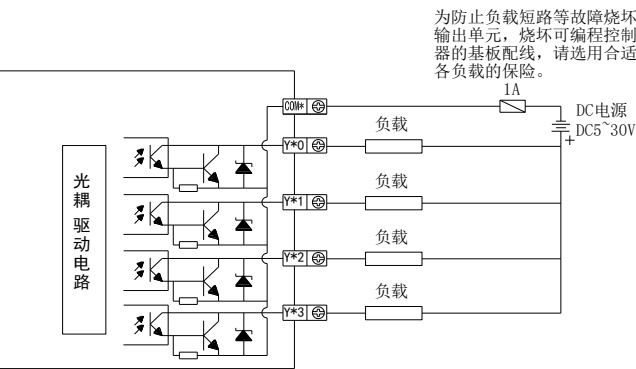 为防止负载短路等故障烧坏
输出单元，烧坏可编程控制
器的基板配线，请选用合适
各负载的保险。
1A
COM*
DC电源
DC5~30V
+
负载
Y*0
负载
Y*1
负载
Y*2
负载
Y*3
光耦驱动电路